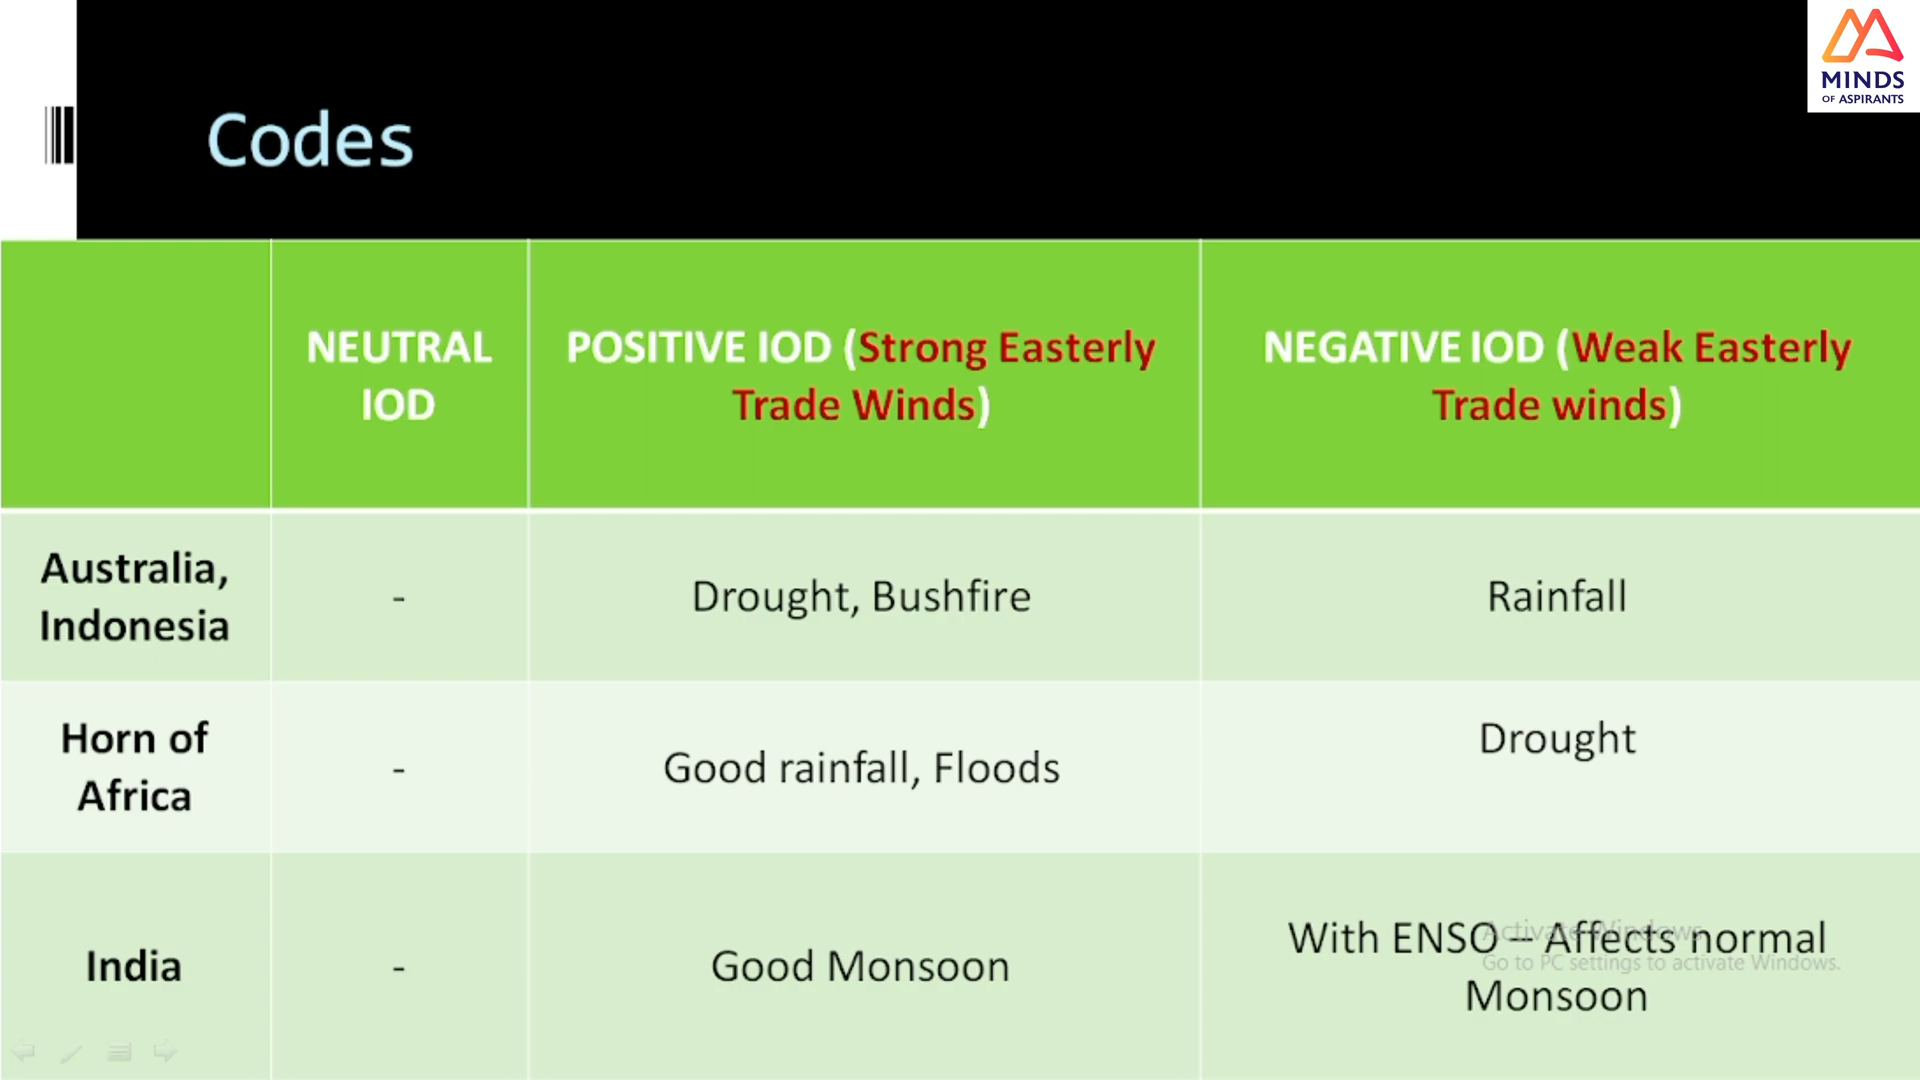 MINDS
OF ASPIRANTS
Codes
NEUTRAL
IOD
POSITIVE IOD (Strong Easterly
Trade Winds)
NEGATIVE IOD (Weak Easterly
Trade winds)
Australia,
Indonesia
-
Drought, Bushfire
Rainfall
Horn of
Africa
-
Good rainfall, Floods
Drought
India
-
Good Monsoon
With ENSO – Affects normal
Monsoon
Activate Windows
Go to PC settings to activate Windows.